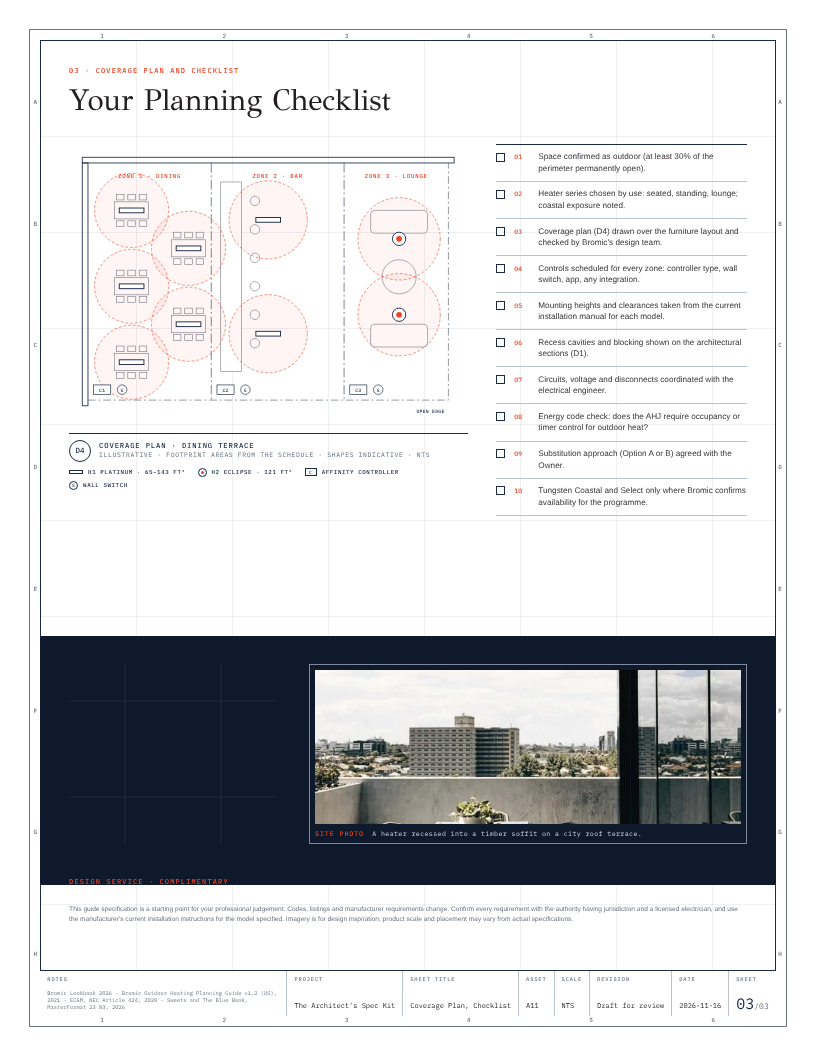 1 2 3 4 5 6
A A
B B
C C
D D
E E
F F
G G
H H
03 · COVERAGE PLAN AND CHECKLIST
Your Planning Checklist
ZONE 1 · DINING
ZONE 2 · BAR
ZONE 3 · LOUNGE
C1 S
C2 S
C3 S
OPEN EDGE
D4
COVERAGE PLAN · DINING TERRACE
ILLUSTRATIVE · FOOTPRINT AREAS FROM THE SCHEDULE · SHAPES INDICATIVE · NTS
H1 PLATINUM · 65–143 FT² H2 ECLIPSE · 121 FT² C AFFINITY CONTROLLER
S WALL SWITCH
01 Space confirmed as outdoor (at least 30% of the
perimeter permanently open).
02 Heater series chosen by use: seated, standing, lounge;
coastal exposure noted.
03 Coverage plan (D4) drawn over the furniture layout and
checked by Bromic's design team.
04 Controls scheduled for every zone: controller type, wall
switch, app, any integration.
05 Mounting heights and clearances taken from the current
installation manual for each model.
06 Recess cavities and blocking shown on the architectural
sections (D1).
07 Circuits, voltage and disconnects coordinated with the
electrical engineer.
08 Energy code check: does the AHJ require occupancy or
timer control for outdoor heat?
09 Substitution approach (Option A or B) agreed with the
Owner.
10 Tungsten Coastal and Select only where Bromic confirms
availability for the programme.
SITE PHOTO A heater recessed into a timber soffit on a city roof terrace.
DESIGN SERVICE · COMPLIMENTARY
This guide specification is a starting point for your professional judgement. Codes, listings and manufacturer requirements change. Confirm every requirement with the authority having jurisdiction and a licensed electrician, and use
the manufacturer's current installation instructions for the model specified. Imagery is for design inspiration; product scale and placement may vary from actual specifications.
NOTES
Bromic Lookbook 2026 · Bromic Outdoor Heating Planning Guide v1.2 (US),
2021 · EC&M, NEC Article 424, 2020 · Sweets and The Blue Book,
MasterFormat 23 83, 2026
PROJECT
The Architect's Spec Kit
SHEET TITLE
Coverage Plan, Checklist
ASSET
A11
SCALE
NTS
REVISION
Draft for review
DATE
2026-11-16
SHEET
03/03
1 2 3 4 5 6